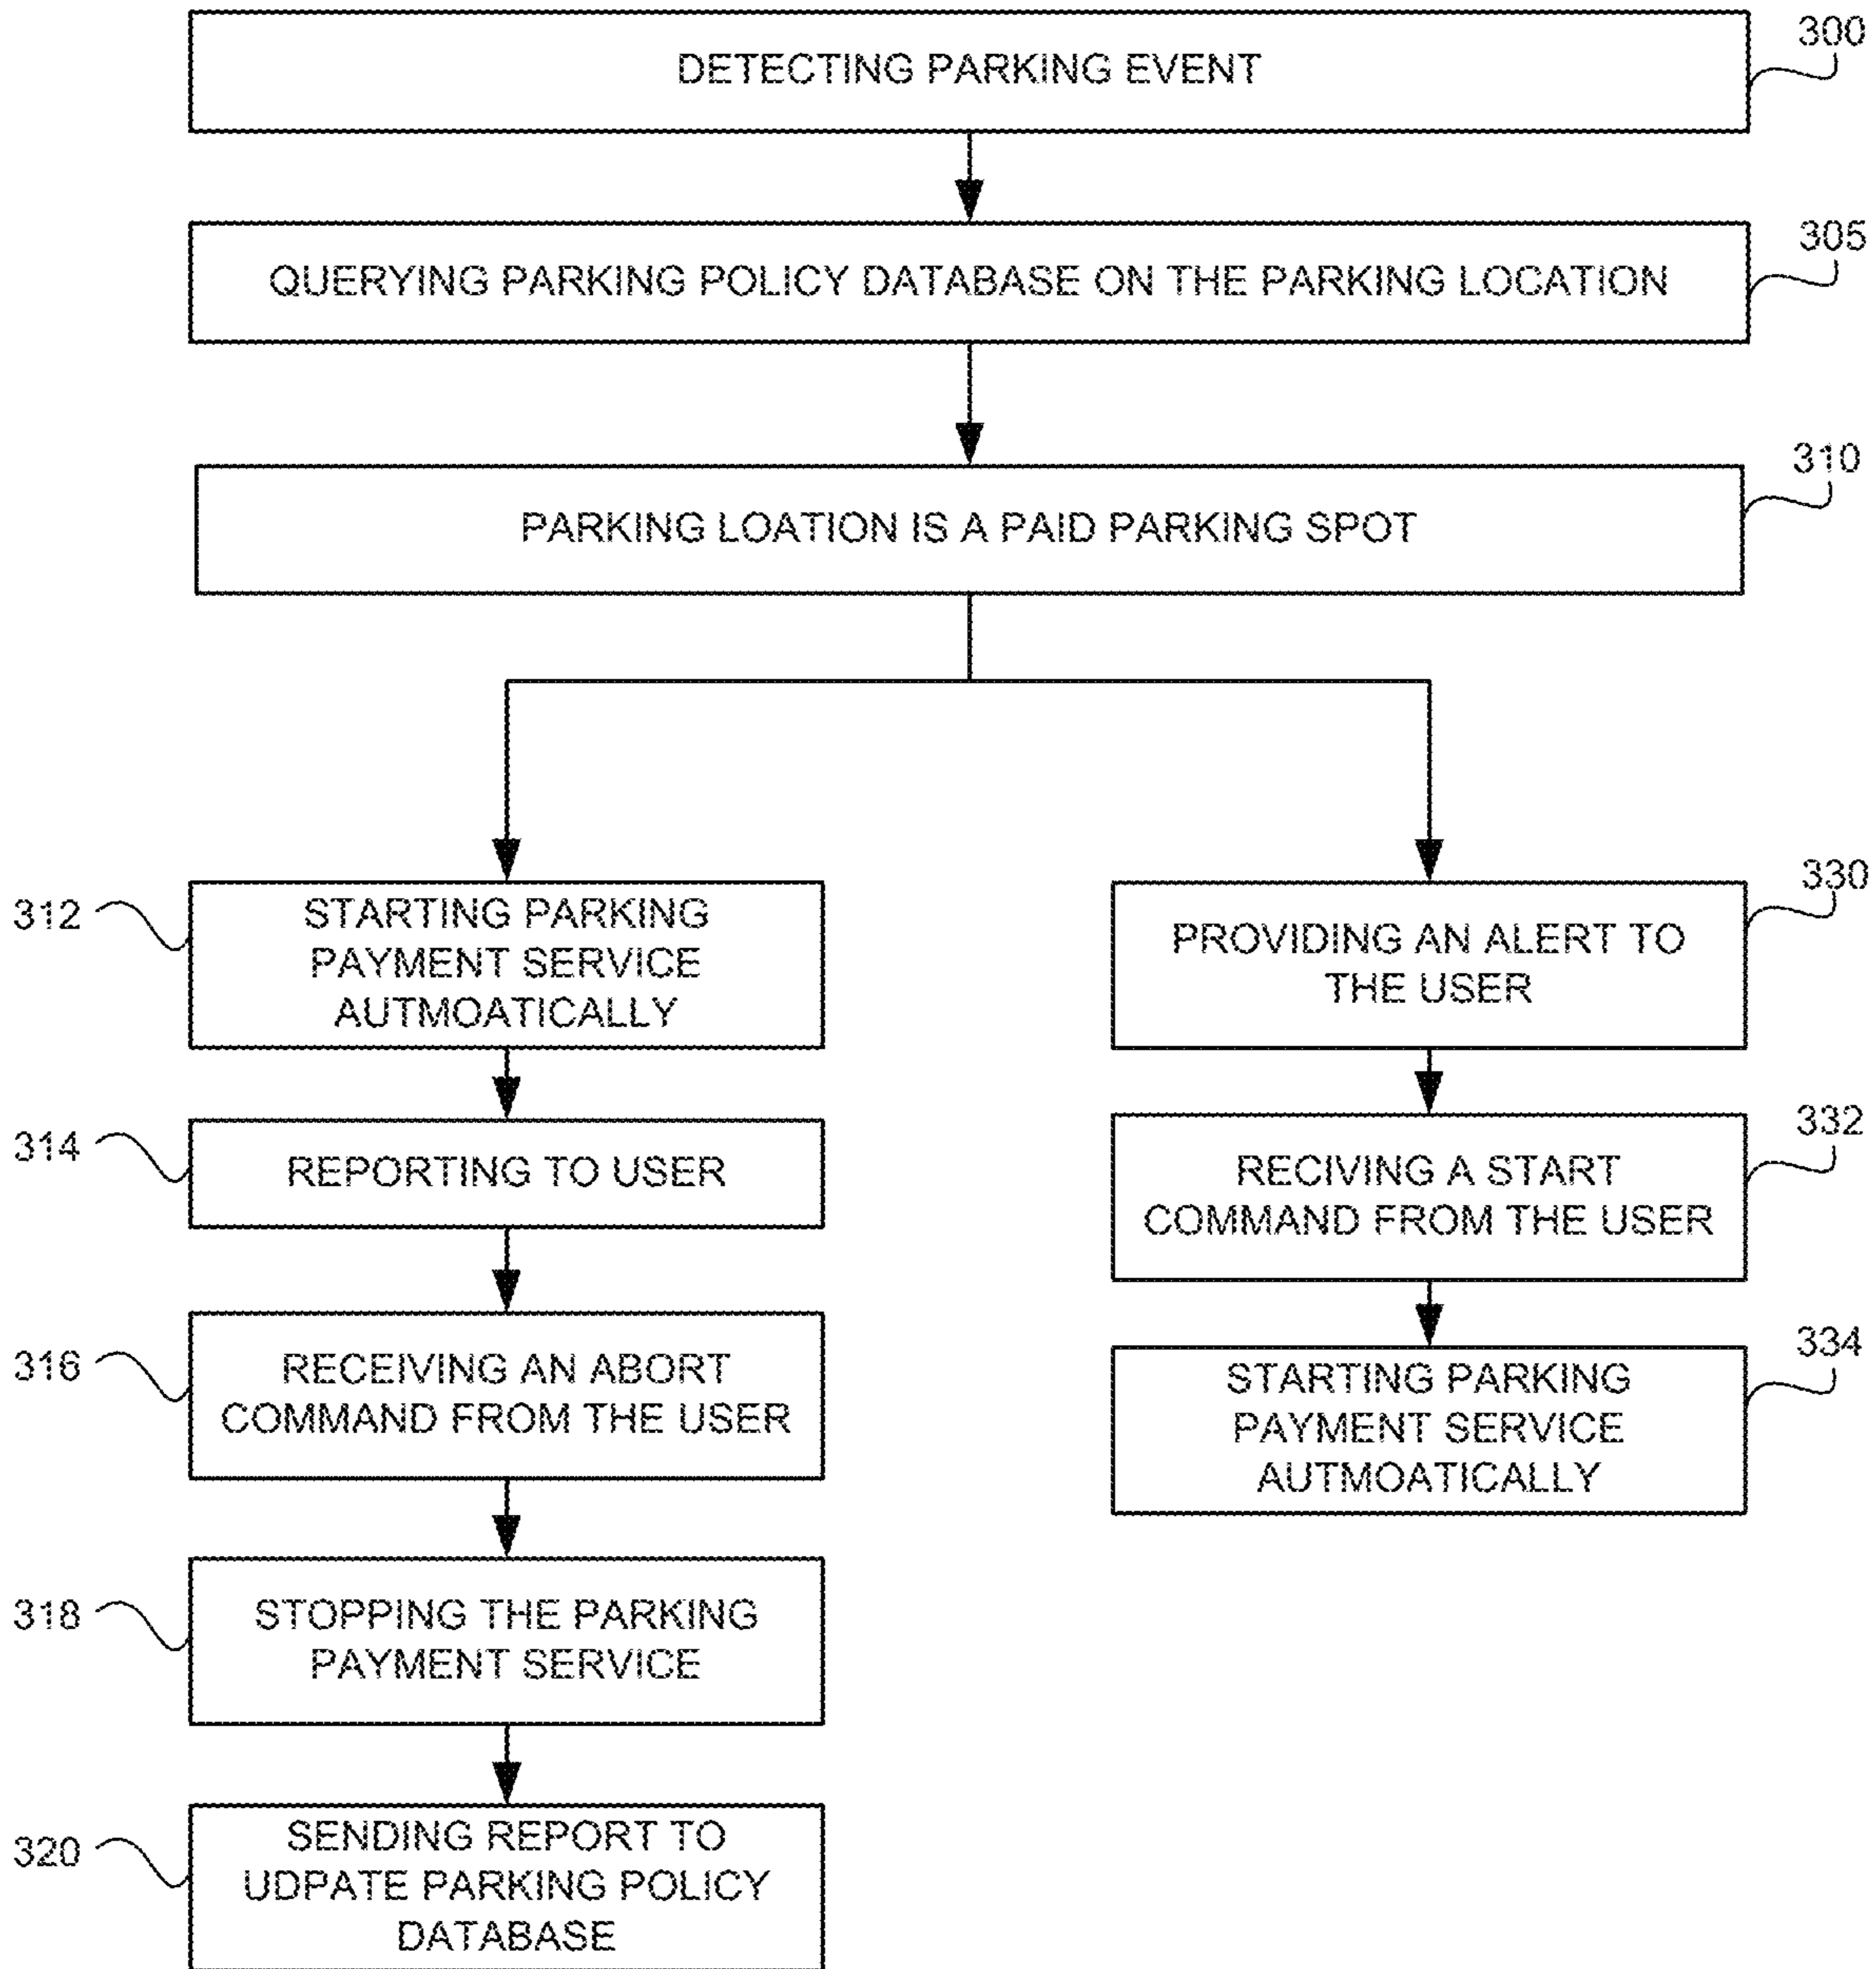 DETECTING PARKING EVENT
300
QUERYING PARKING POLICY DATABASE ON THE PARKING LOCATION
305
PARKING LOATION IS A PAID PARKING SPOT
310
312
STARTING PARKING
PAYMENT SERVICE
AUTMOATICALLY
314
REPORTING TO USER
316
RECEIVING AN ABORT
COMMAND FROM THE USER
318
STOPPING THE PARKING
PAYMENT SERVICE
320
SENDING REPORT TO
UDPATE PARKING POLICY
DATABASE
PROVIDING AN ALERT TO
THE USER
330
RECIVING A START
COMMAND FROM THE USER
332
STARTING PARKING
PAYMENT SERVICE
AUTMOATICALLY
334